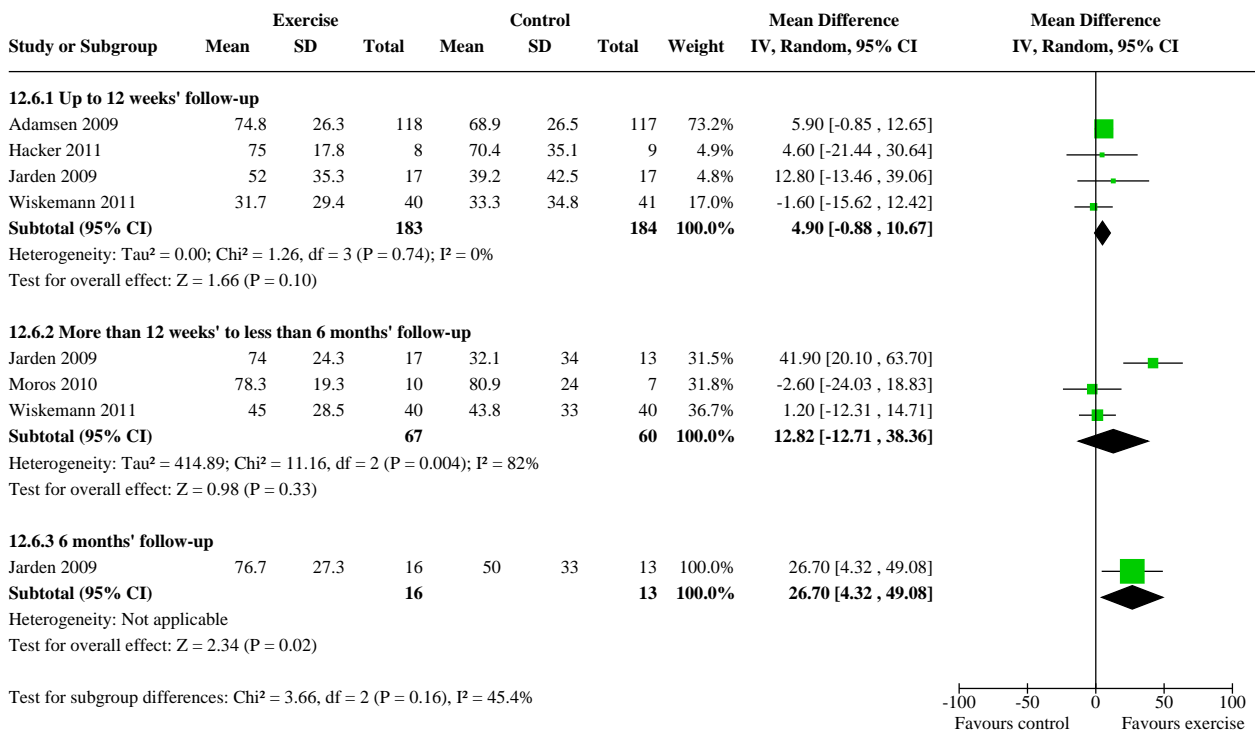 Exercise Control Mean Difference Mean Difference
Study or Subgroup Mean SD Total Mean SD Total Weight IV, Random, 95% CI IV, Random, 95% CI
12.6.1 Up to 12 weeks' follow-up
Adamsen 2009 74.8 26.3 118 68.9 26.5 117 73.2% 5.90 [-0.85 , 12.65]
Hacker 2011 75 17.8 8 70.4 35.1 9 4.9% 4.60 [-21.44 , 30.64]
Jarden 2009 52 35.3 17 39.2 42.5 17 4.8% 12.80 [-13.46 , 39.06]
Wiskemann 2011 31.7 29.4 40 33.3 34.8 41 17.0% -1.60 [-15.62 , 12.42]
Subtotal (95% CI) 183 184 100.0% 4.90 [-0.88 , 10.67]
Heterogeneity: Tau² = 0.00; Chi² = 1.26, df = 3 (P = 0.74); I² = 0%
Test for overall effect: Z = 1.66 (P = 0.10)
12.6.2 More than 12 weeks' to less than 6 months' follow-up
Jarden 2009 74 24.3 17 32.1 34 13 31.5% 41.90 [20.10 , 63.70]
Moros 2010 78.3 19.3 10 80.9 24 7 31.8% -2.60 [-24.03 , 18.83]
Wiskemann 2011 45 28.5 40 43.8 33 40 36.7% 1.20 [-12.31 , 14.71]
Subtotal (95% CI) 67 60 100.0% 12.82 [-12.71 , 38.36]
Heterogeneity: Tau² = 414.89; Chi² = 11.16, df = 2 (P = 0.004); I² = 82%
Test for overall effect: Z = 0.98 (P = 0.33)
12.6.3 6 months' follow-up
Jarden 2009 76.7 27.3 16 50 33 13 100.0% 26.70 [4.32 , 49.08]
Subtotal (95% CI) 16 13 100.0% 26.70 [4.32 , 49.08]
Heterogeneity: Not applicable
Test for overall effect: Z = 2.34 (P = 0.02)
Test for subgroup differences: Chi² = 3.66, df = 2 (P = 0.16), I² = 45.4%
-100 -50 0 50 100
Favours control Favours exercise